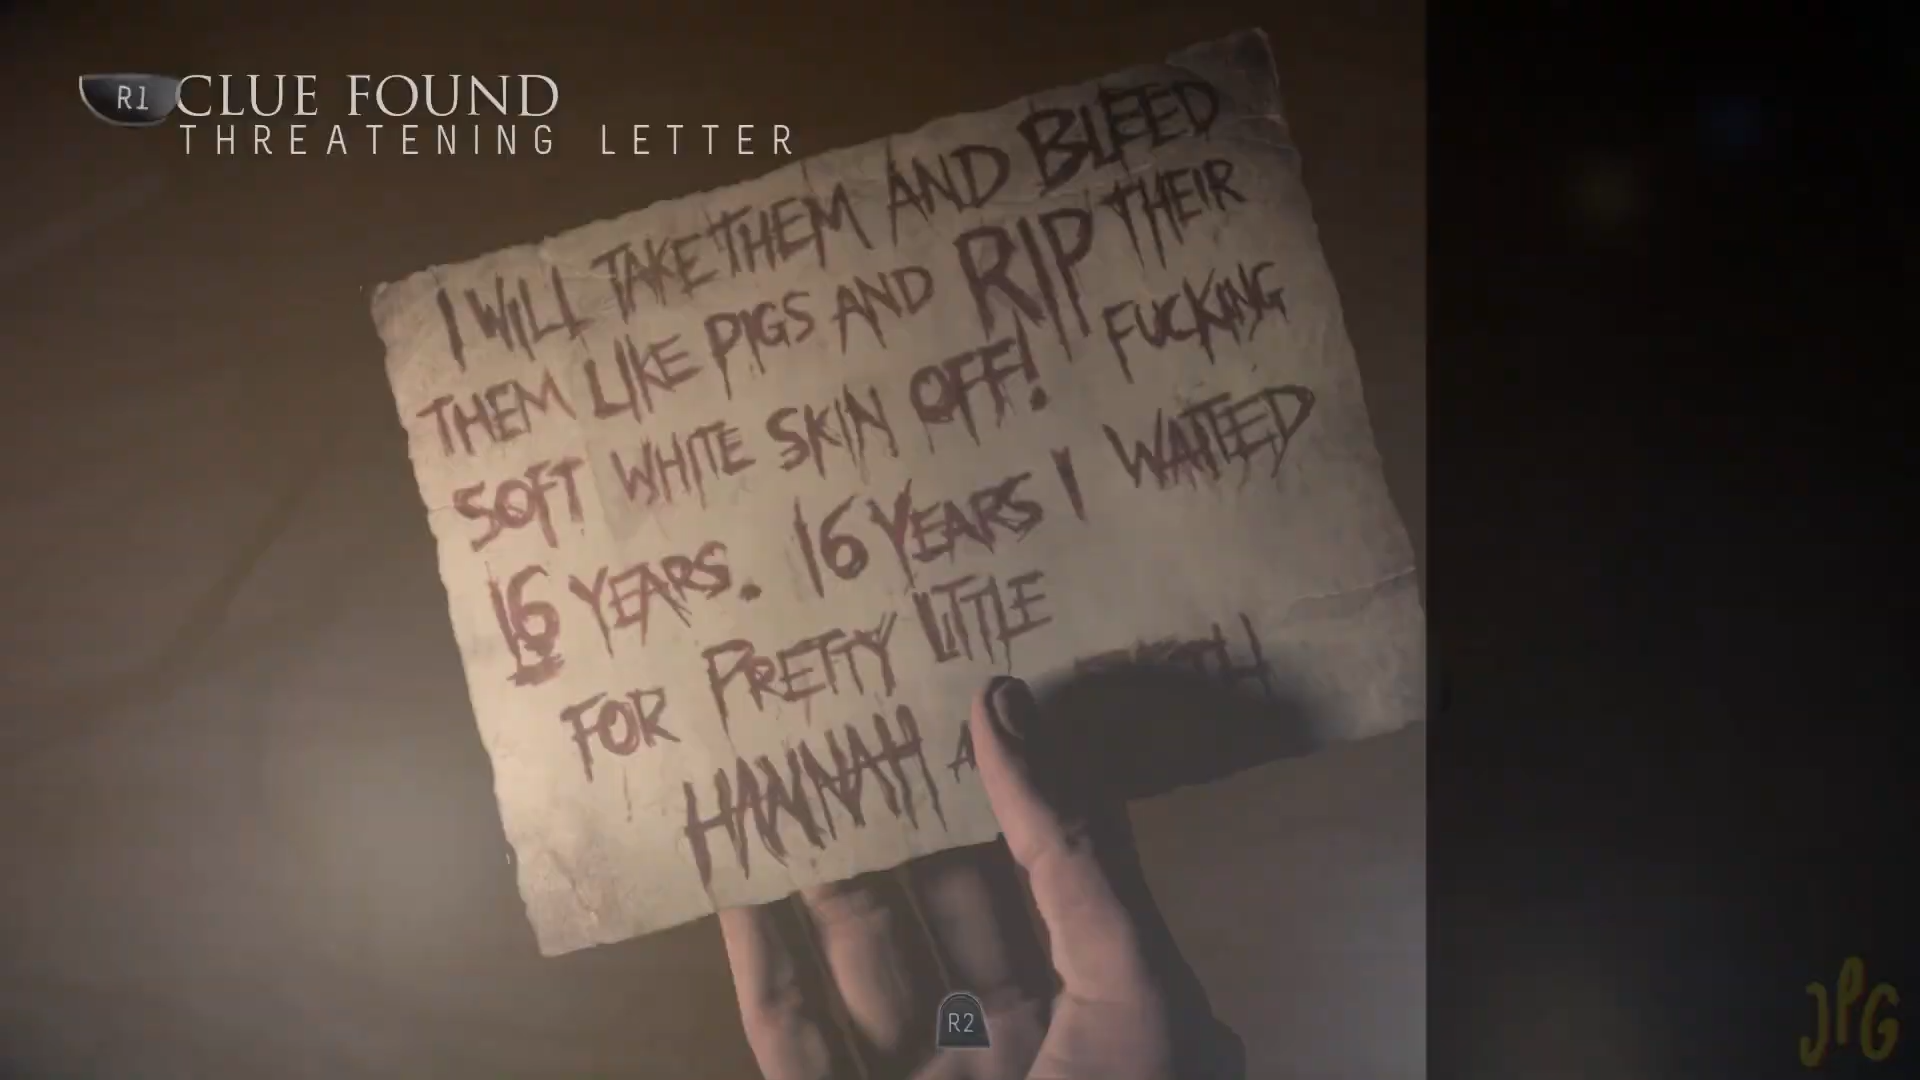 R1 CLUE FOUND
THREATENING LETTER
I WILL TAKE THEM AND BLEED
THEM LIKE PIGS AND RIP THEIR
SOFT WHITE SKIN OFF! FUCKING
16 YEARS. 16 YEARS I WAITED
FOR PRETTY LITTLE
HANNAH
R2
JPG